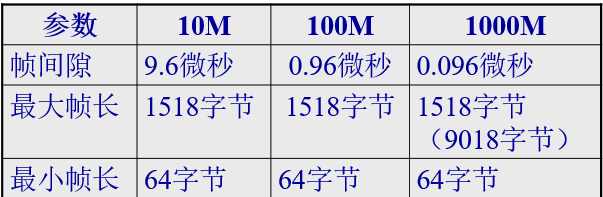 参数 10M 100M 1000M
帧间隙 9.6微秒 0.96微秒 0.096微秒
最大帧长 1518字节 1518字节 1518字节
（9018字节）
最小帧长 64字节 64字节 64字节